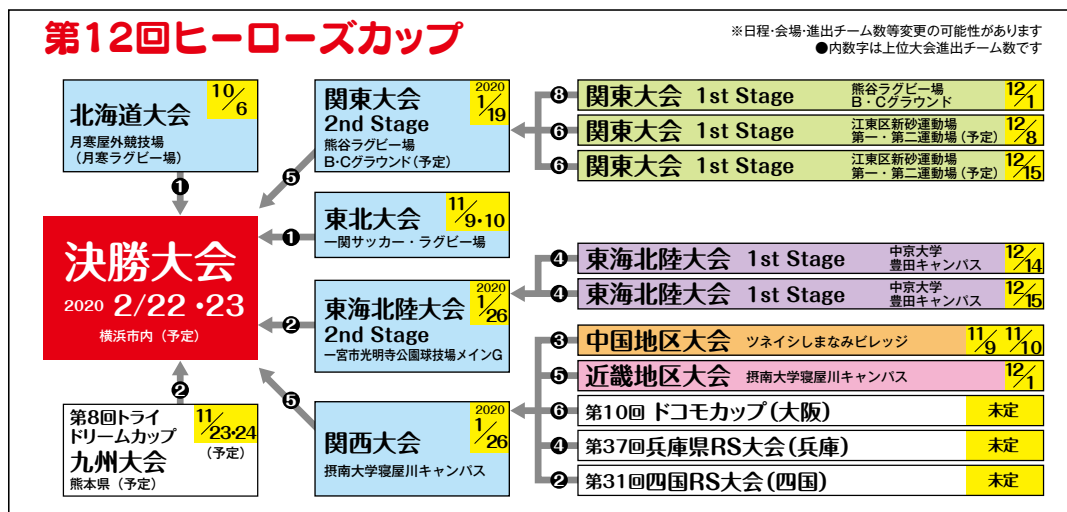 第12回ヒーローズカップ
※日程・会場・進出チーム数等変更の可能性があります
●内数字は上位大会進出チーム数です
北海道大会
10/6
月寒屋外競技場
（月寒ラグビー場）
❶
決勝大会
2020 2/22・23
横浜市内（予定）
❷
第8回トライ
ドリームカップ
九州大会
熊本県（予定）
11/23・24
（予定）
関東大会
2nd Stage
2020
1/19
熊谷ラグビー場
B・Cグラウンド（予定）
❺
東北大会
11/9・10
一関サッカー・ラグビー場
❶
東海北陸大会
2nd Stage
2020
1/26
一宮市光明寺公園球技場メインG
❷
関西大会
2020
1/26
摂南大学寝屋川キャンパス
❺
❽ 関東大会 1st Stage
熊谷ラグビー場
B・Cグラウンド
12/1
❻ 関東大会 1st Stage
江東区新砂運動場
第一・第二運動場（予定）
12/8
❻ 関東大会 1st Stage
江東区新砂運動場
第一・第二運動場（予定）
12/15
❹ 東海北陸大会 1st Stage
中京大学
豊田キャンパス
12/14
❹ 東海北陸大会 1st Stage
中京大学
豊田キャンパス
12/15
❸ 中国地区大会 ツネイシしまなみビレッジ 11/9 11/10
❺ 近畿地区大会 摂南大学寝屋川キャンパス 12/1
❻ 第10回 ドコモカップ（大阪） 未定
❹ 第37回兵庫県RS大会（兵庫） 未定
❷ 第31回四国RS大会（四国） 未定